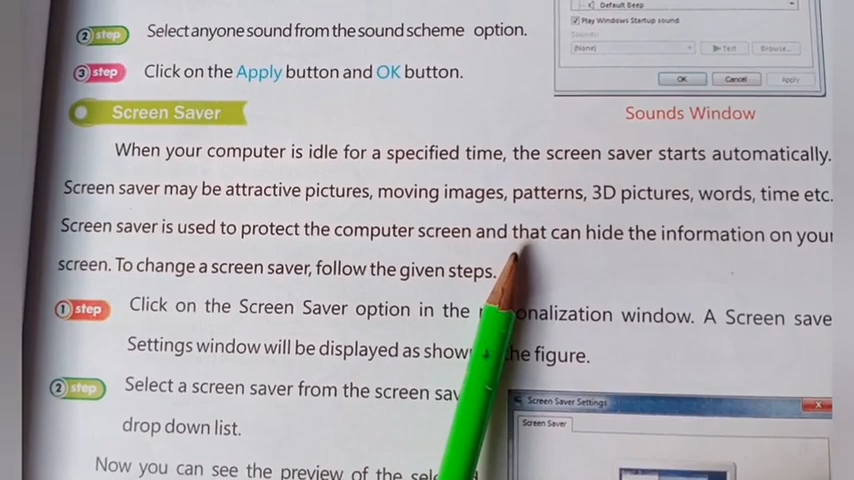 Default Beep
Play Windows Startup sound
Sounds:
(None)
Test
Browse...
OK
Cancel
Apply
2 step Select anyone sound from the sound scheme option.
3 step Click on the Apply button and OK button.
Sounds Window
Screen Saver
When your computer is idle for a specified time, the screen saver starts automatically.
Screen saver may be attractive pictures, moving images, patterns, 3D pictures, words, time etc.
Screen saver is used to protect the computer screen and that can hide the information on your
screen. To change a screen saver, follow the given steps.
1 step Click on the Screen Saver option in the onalization window. A Screen save
Settings window will be displayed as show he figure.
2 step Select a screen saver from the screen sav
drop down list.
Screen Saver Settings
Screen Saver
Now you can see the preview of the sele